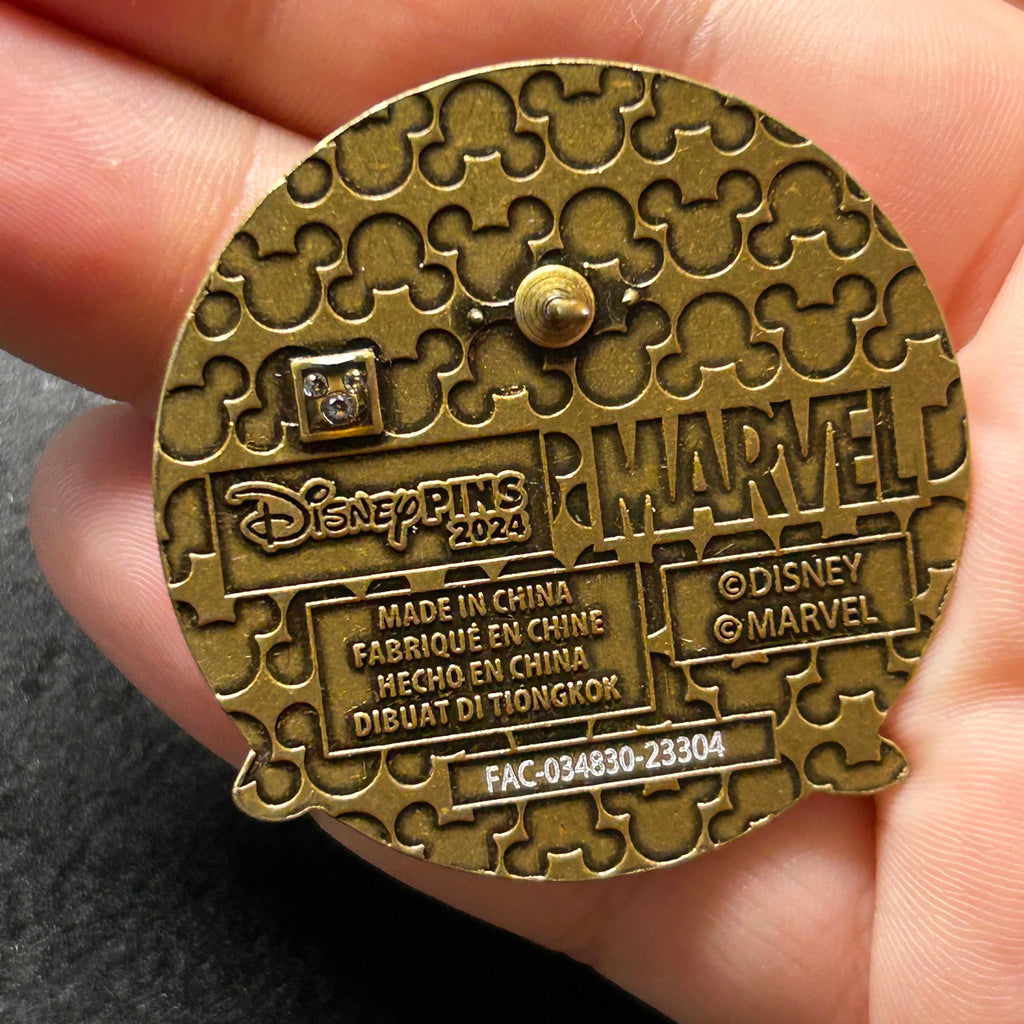 DISNEY PINS
2024
MARVEL
MADE IN CHINA
FABRIQUÉ EN CHINE
HECHO EN CHINA
DIBUAT DI TIONGKOK
©DISNEY
©MARVEL
FAC-034830-23304